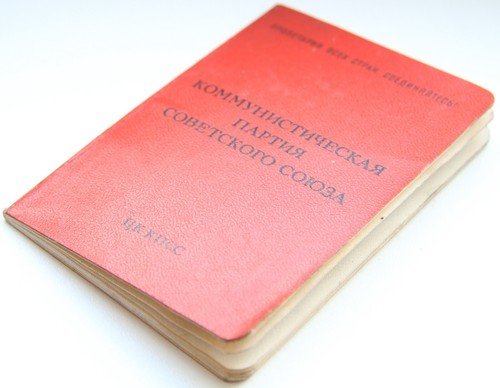 ПРОЛЕТАРИИ ВСЕХ СТРАН, СОЕДИНЯЙТЕСЬ!
КОММУНИСТИЧЕСКАЯ
ПАРТИЯ
СОВЕТСКОГО СОЮЗА
ЦК КПСС